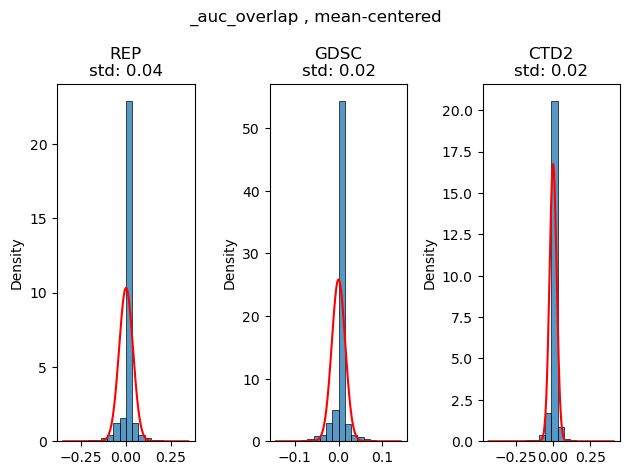 _auc_overlap , mean-centered
REP
std: 0.04
GDSC
std: 0.02
CTD2
std: 0.02
Density
20
15
10
5
0
−0.25
0.00
0.25
Density
50
40
30
20
10
0
−0.1
0.0
0.1
Density
20.0
17.5
15.0
12.5
10.0
7.5
5.0
2.5
0.0
−0.25
0.00
0.25